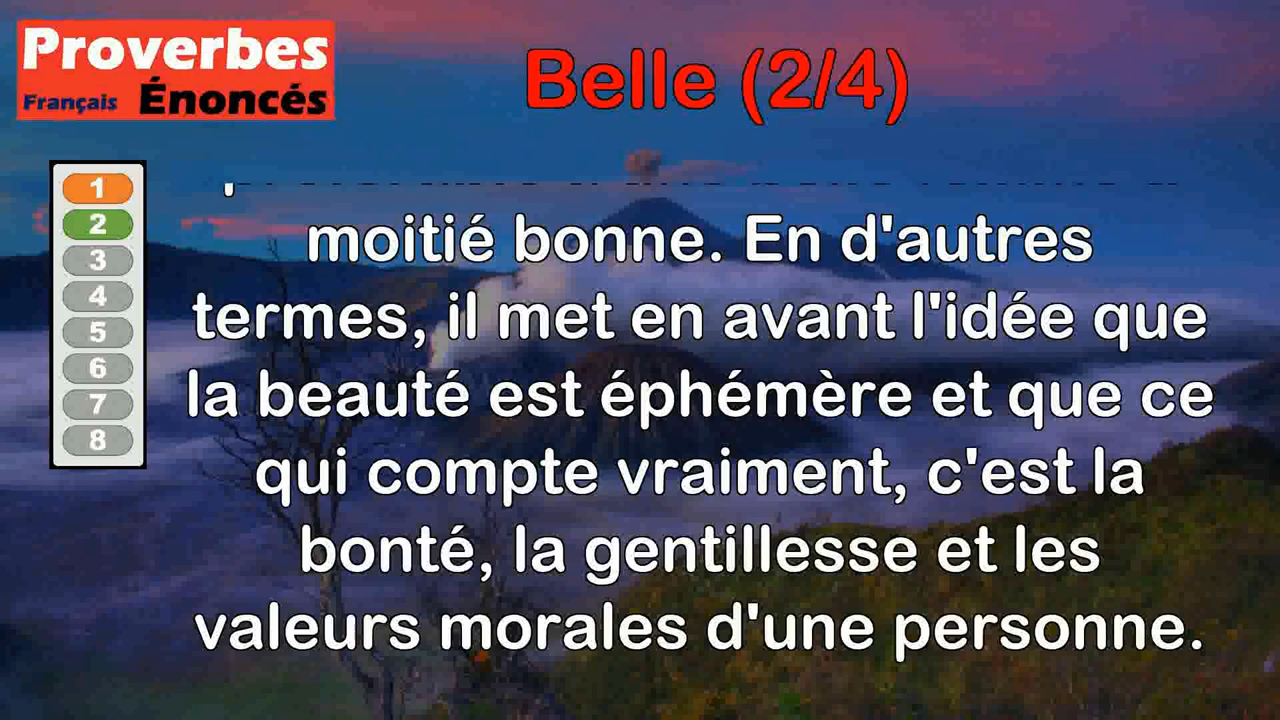 Proverbes
Français Énoncés
Belle (2/4)
1
2
3
4
5
6
7
8
moitié bonne. En d'autres
termes, il met en avant l'idée que
la beauté est éphémère et que ce
qui compte vraiment, c'est la
bonté, la gentillesse et les
valeurs morales d'une personne.